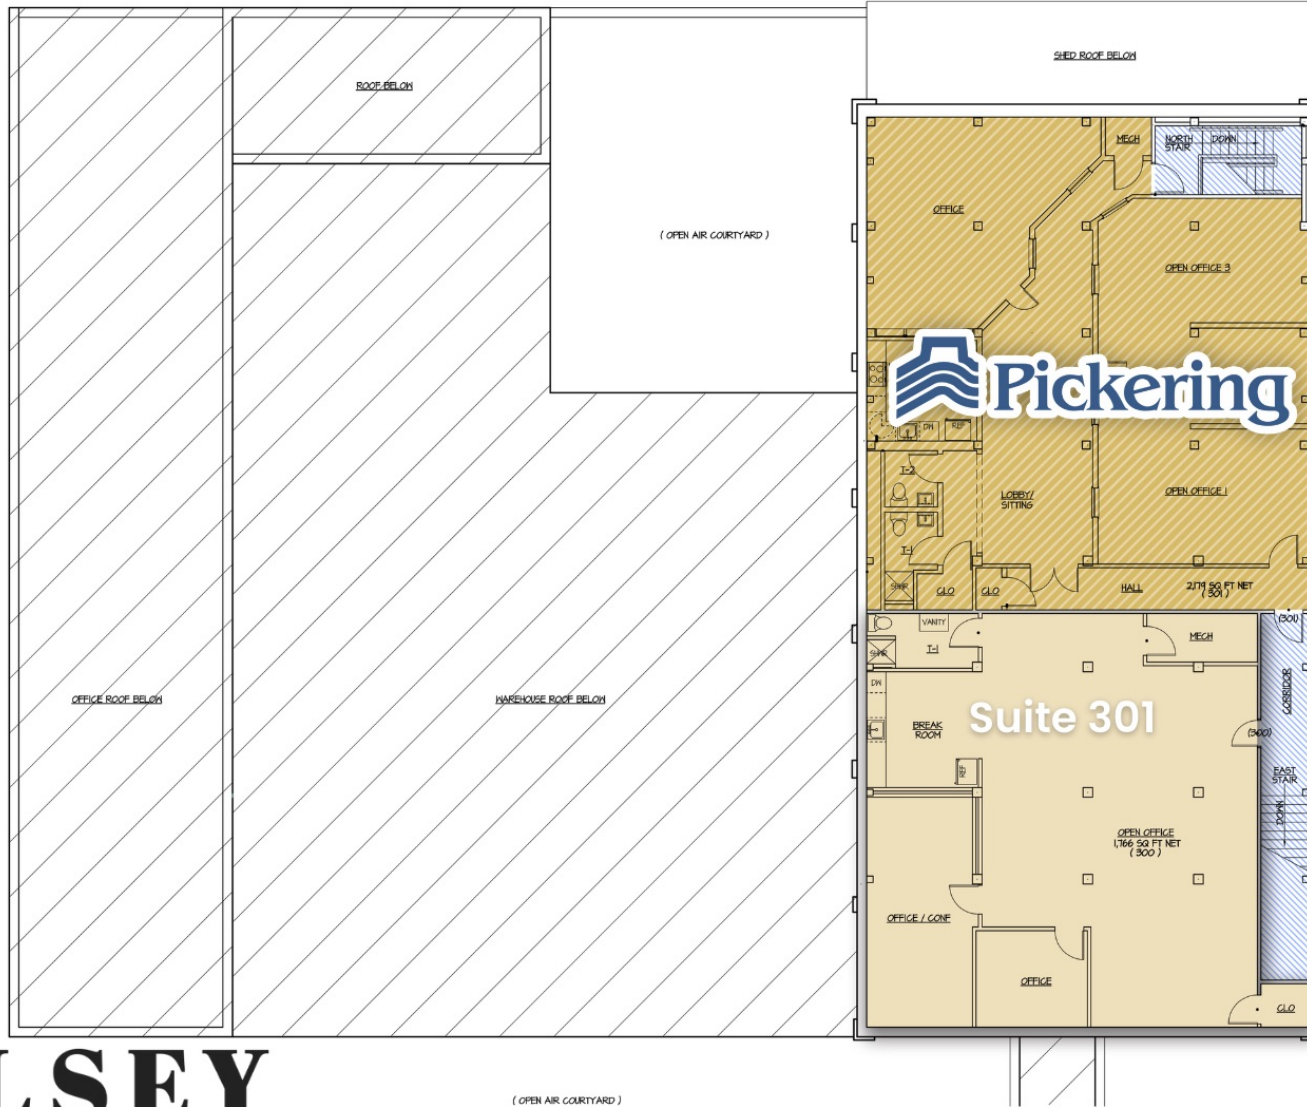 SHED ROOF BELOW
ROOF BELOW
MECH
NORTH
STAIR
DOWN
OFFICE
( OPEN AIR COURTYARD )
OPEN OFFICE 3
Pickering
DW
REF
T-2
LOBBY/
SITTING
OPEN OFFICE 1
T-1
SHWR
CLO
CLO
HALL
2,179 SQ FT NET
( 301 )
(301)
VANITY
T-1
SHWR
MECH
CORRIDOR
DW
OFFICE ROOF BELOW
WAREHOUSE ROOF BELOW
BREAK
ROOM
Suite 301
(300)
REF
EAST
STAIR
DOWN
OPEN OFFICE
1,766 SQ FT NET
( 300 )
OFFICE / CONF
OFFICE
CLO
LSEY
( OPEN AIR COURTYARD )